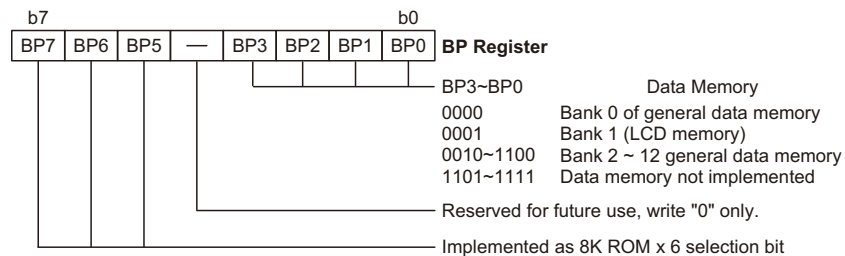 b7 b0
BP7 BP6 BP5 — BP3 BP2 BP1 BP0 BP Register
BP3~BP0 Data Memory
0000 Bank 0 of general data memory
0001 Bank 1 (LCD memory)
0010~1100 Bank 2 ~ 12 general data memory
1101~1111 Data memory not implemented
Reserved for future use, write "0" only.
Implemented as 8K ROM x 6 selection bit